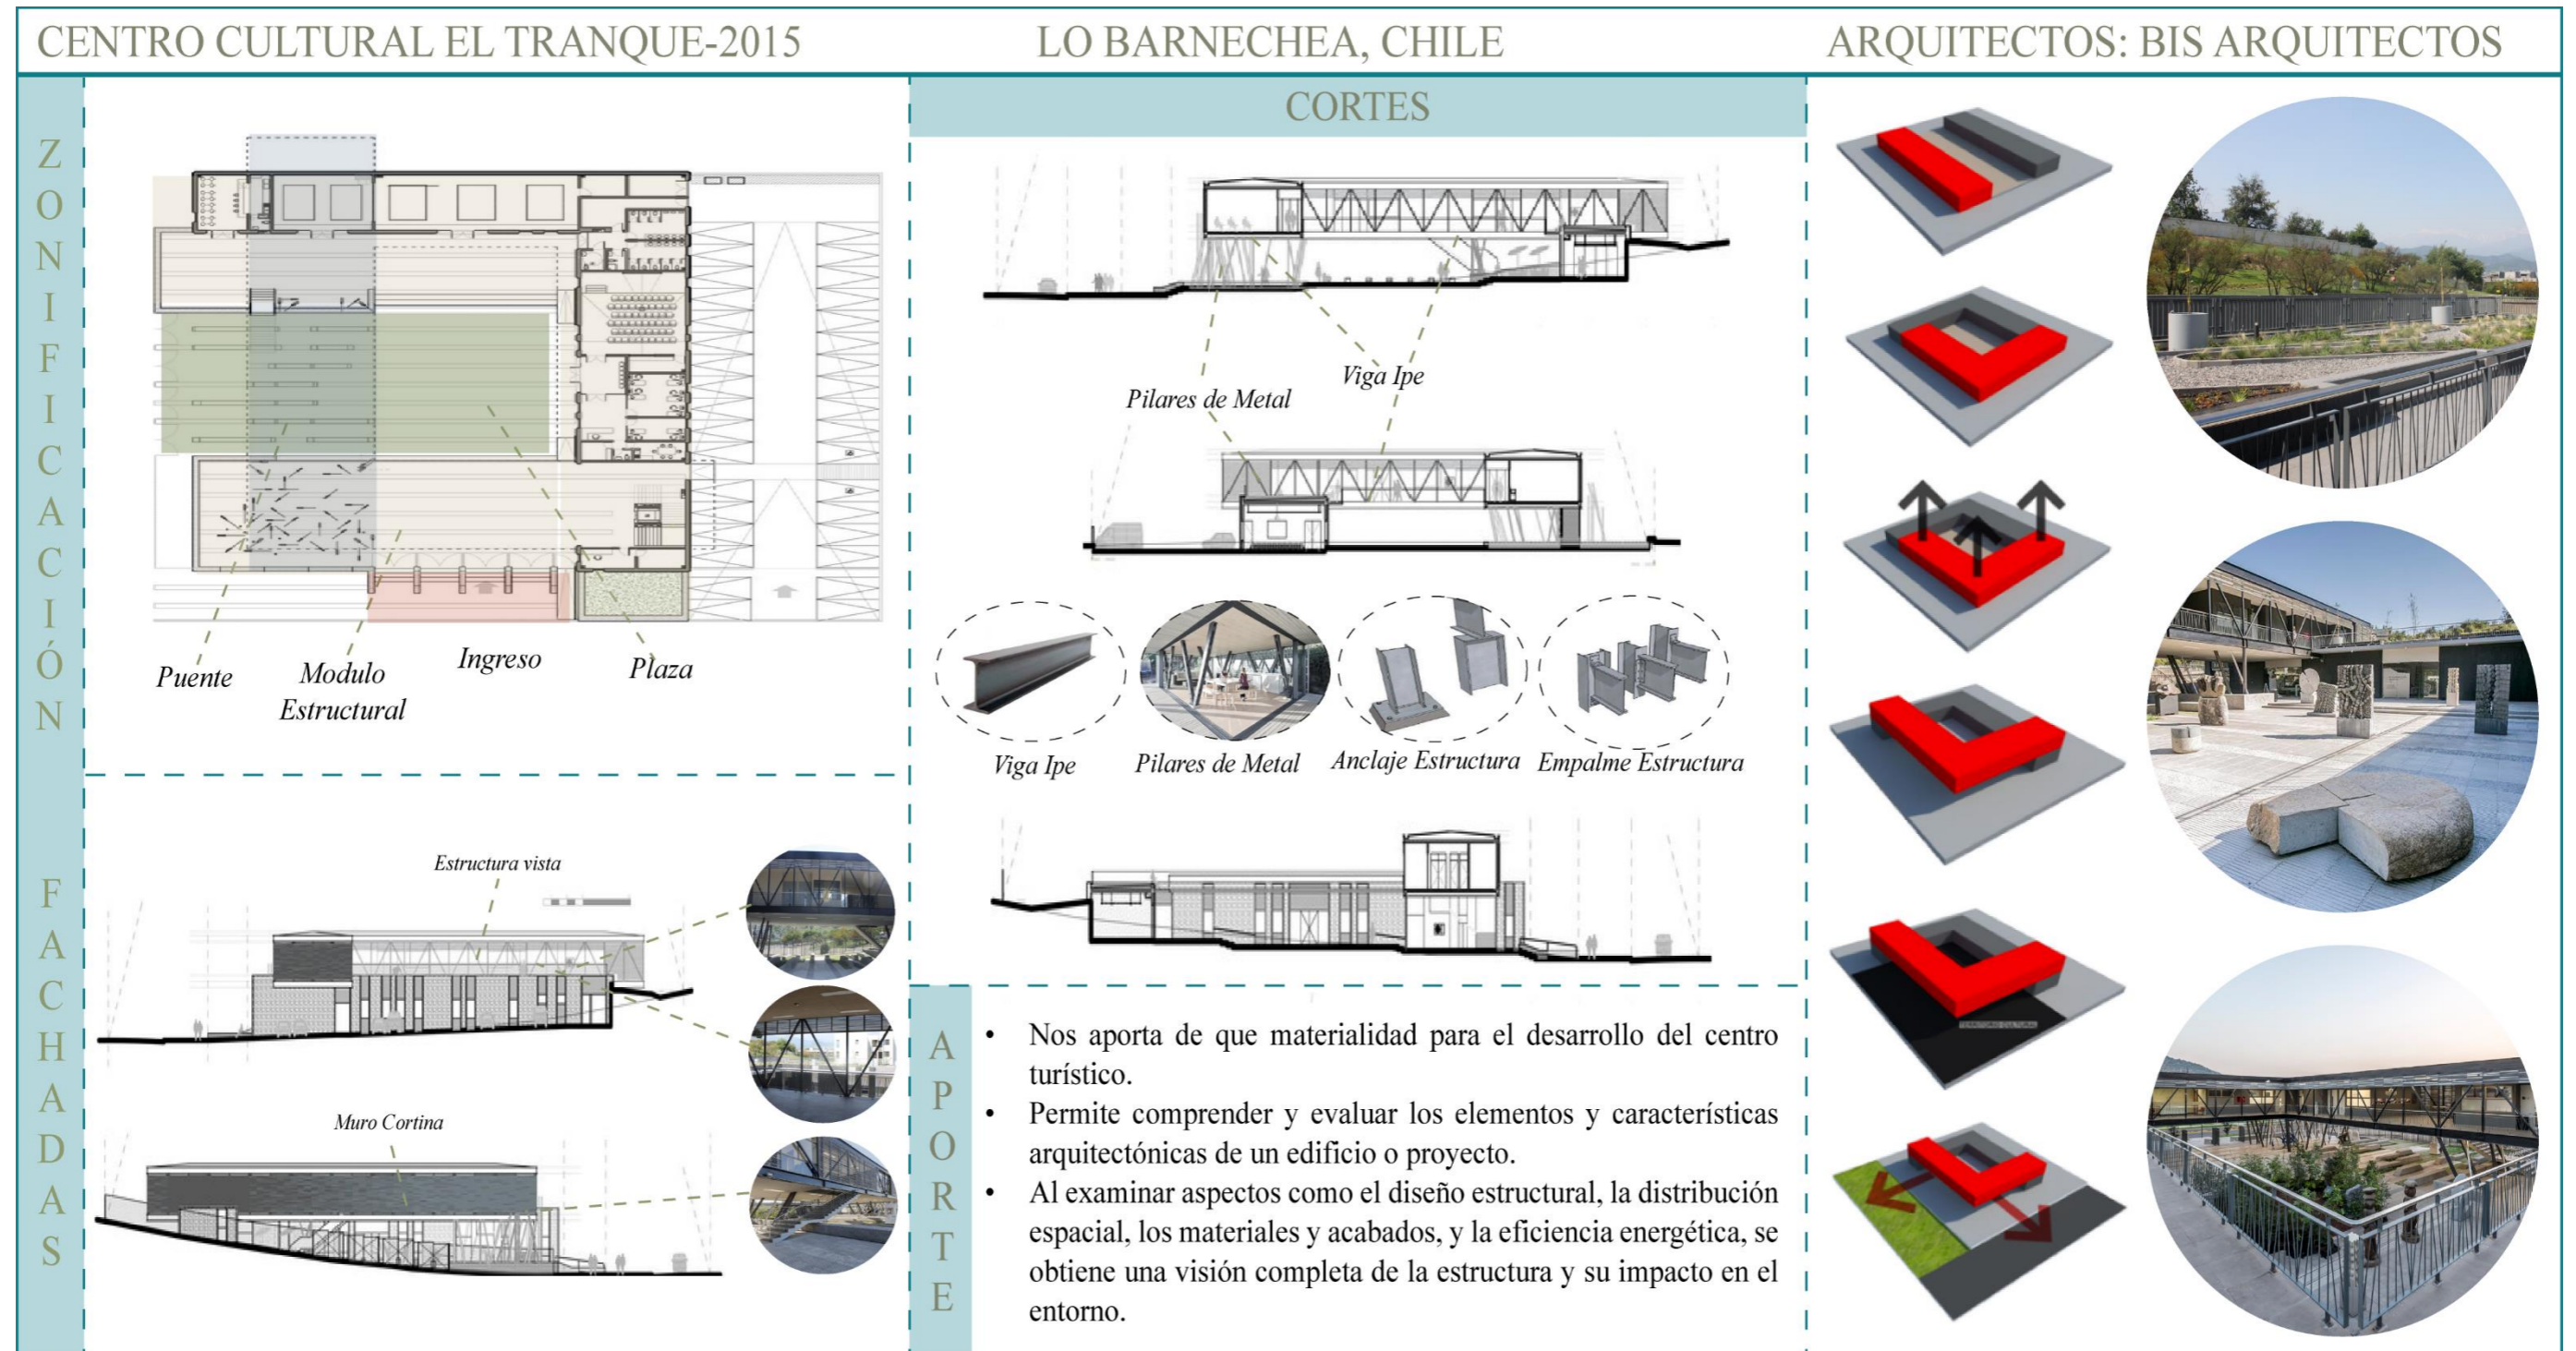 CENTRO CULTURAL EL TRANQUE-2015
LO BARNECHEA, CHILE
ARQUITECTOS: BIS ARQUITECTOS
ZONIFICACIÓN
Puente
Modulo
Estructural
Ingreso
Plaza
FACHADAS
Estructura vista
Muro Cortina
CORTES
Pilares de Metal
Viga Ipe
Viga Ipe
Pilares de Metal
Anclaje Estructura
Empalme Estructura
APORTE
• Nos aporta de que materialidad para el desarrollo del centro
turístico.
• Permite comprender y evaluar los elementos y características
arquitectónicas de un edificio o proyecto.
• Al examinar aspectos como el diseño estructural, la distribución
espacial, los materiales y acabados, y la eficiencia energética, se
obtiene una visión completa de la estructura y su impacto en el
entorno.
TERRITORIO CULTURAL